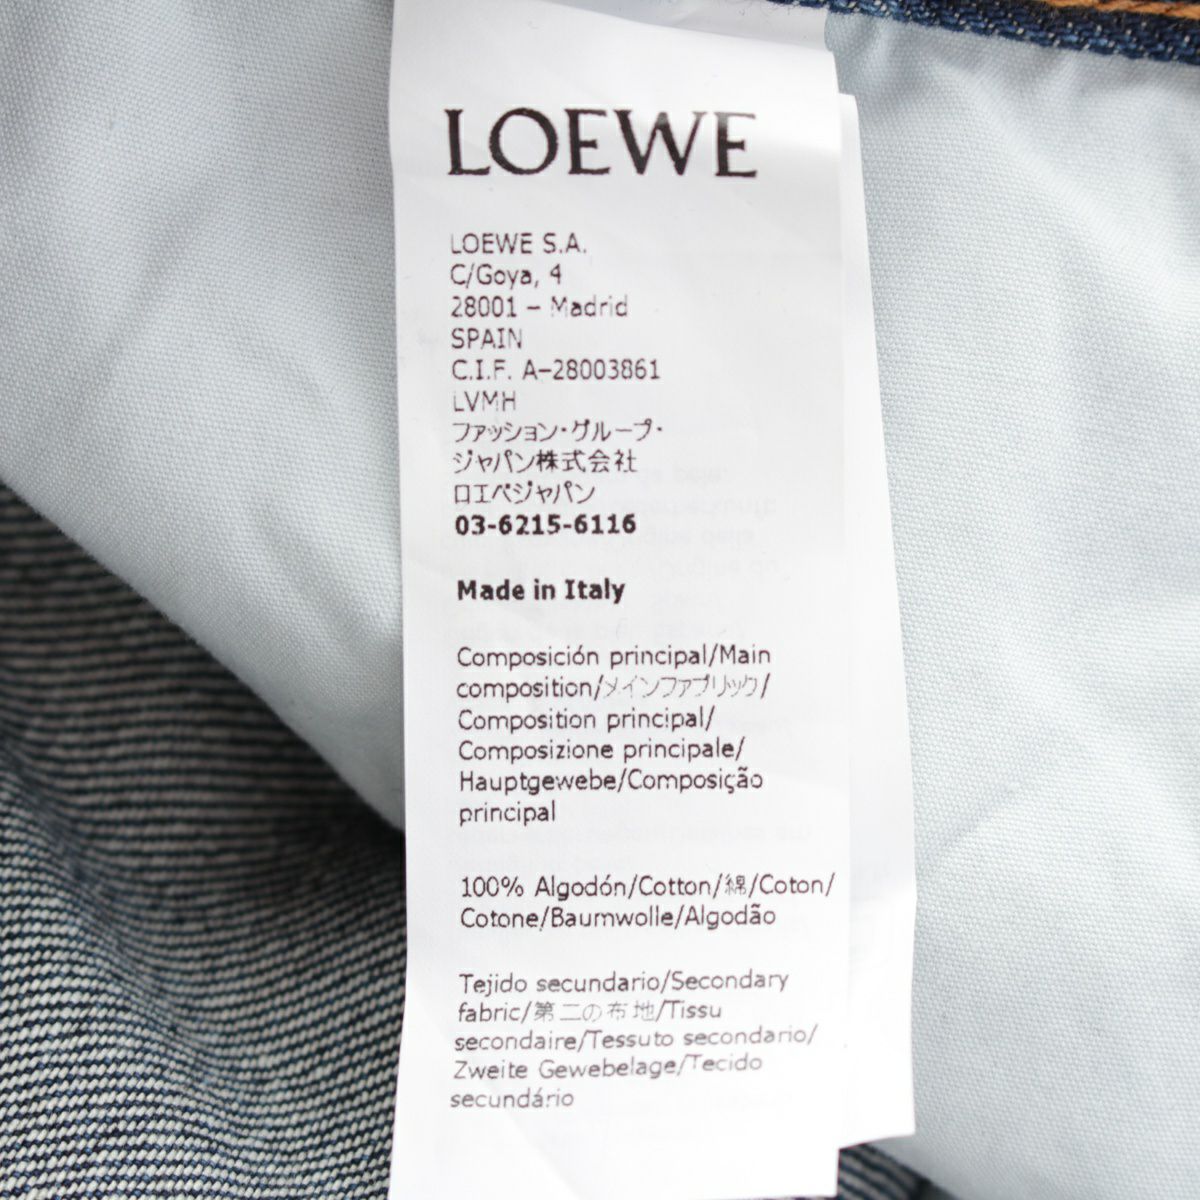 LOEWE
LOEWE S.A.
C/Goya, 4
28001 – Madrid
SPAIN
C.I.F. A–28003861
LVMH
ファッション・グループ・
ジャパン株式会社
ロエベジャパン
03-6215-6116
Made in Italy
Composición principal/Main
composition/メインファブリック/
Composition principal/
Composizione principale/
Hauptgewebe/Composição
principal
100% Algodón/Cotton/綿/Coton/
Cotone/Baumwolle/Algodão
Tejido secundario/Secondary
fabric/第二の布地/Tissu
secondaire/Tessuto secondario/
Zweite Gewebelage/Tecido
secundário